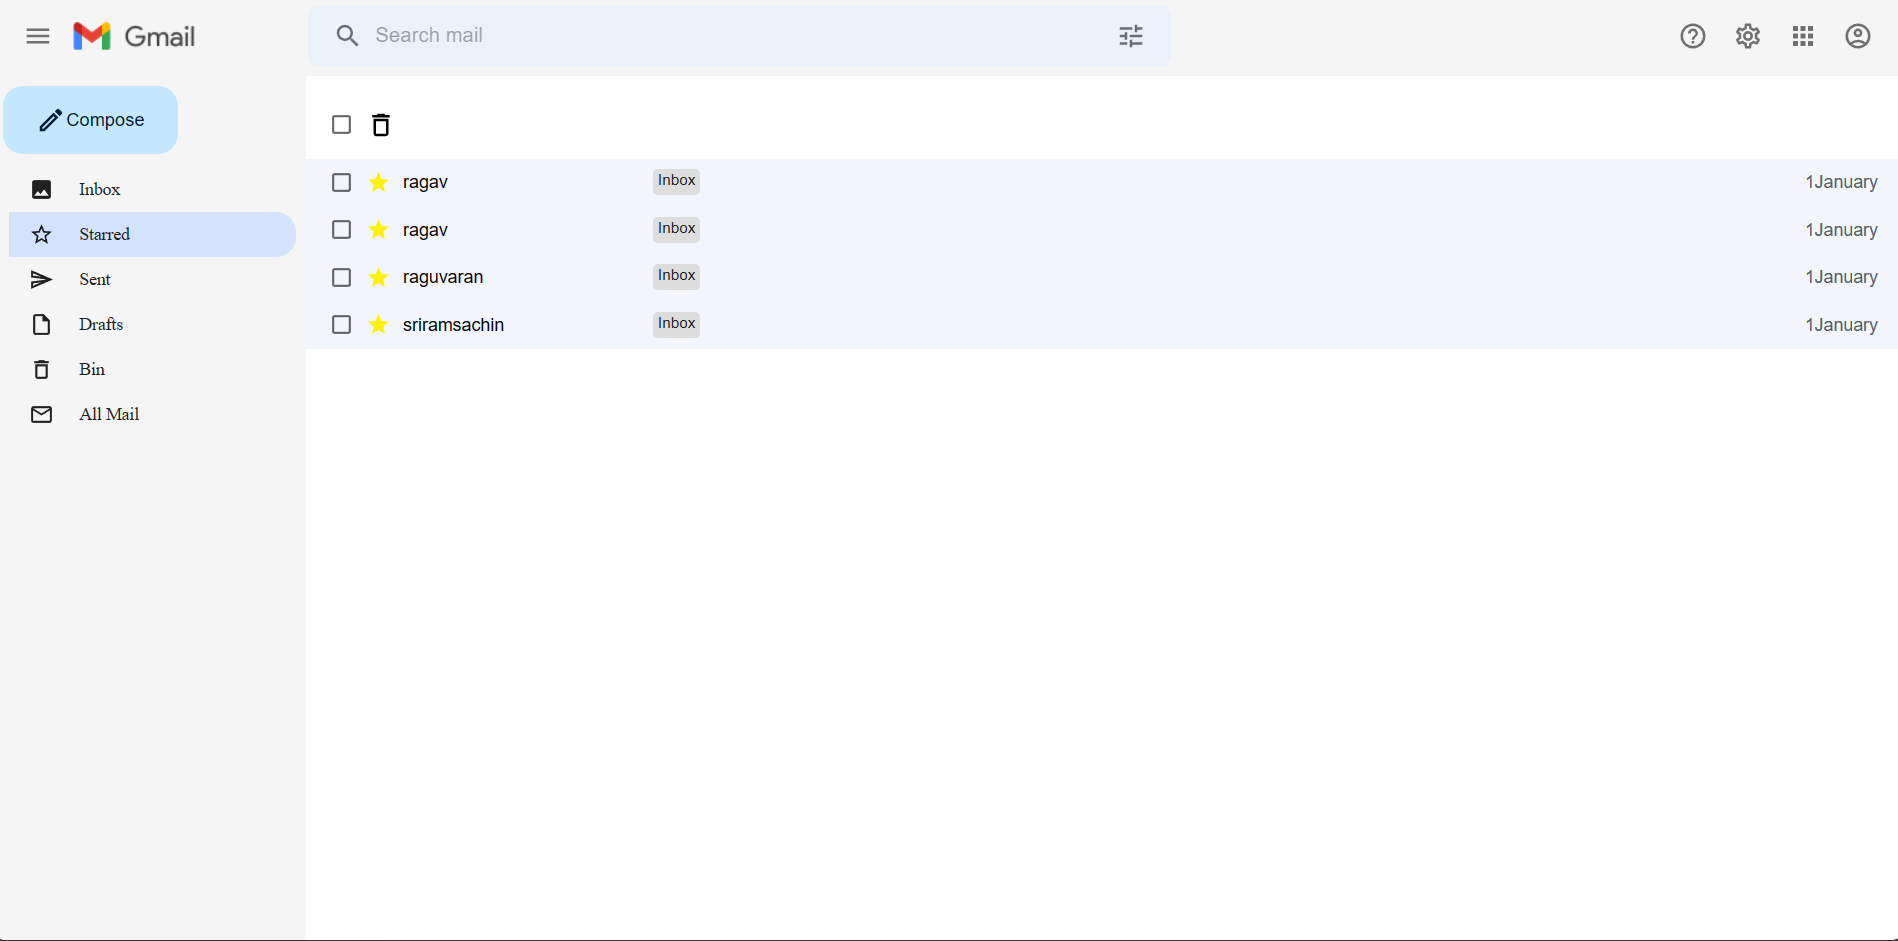 Gmail
Search mail
Compose
Inbox
Starred
Sent
Drafts
Bin
All Mail
ragav Inbox 1January
ragav Inbox 1January
raguvaran Inbox 1January
sriramsachin Inbox 1January